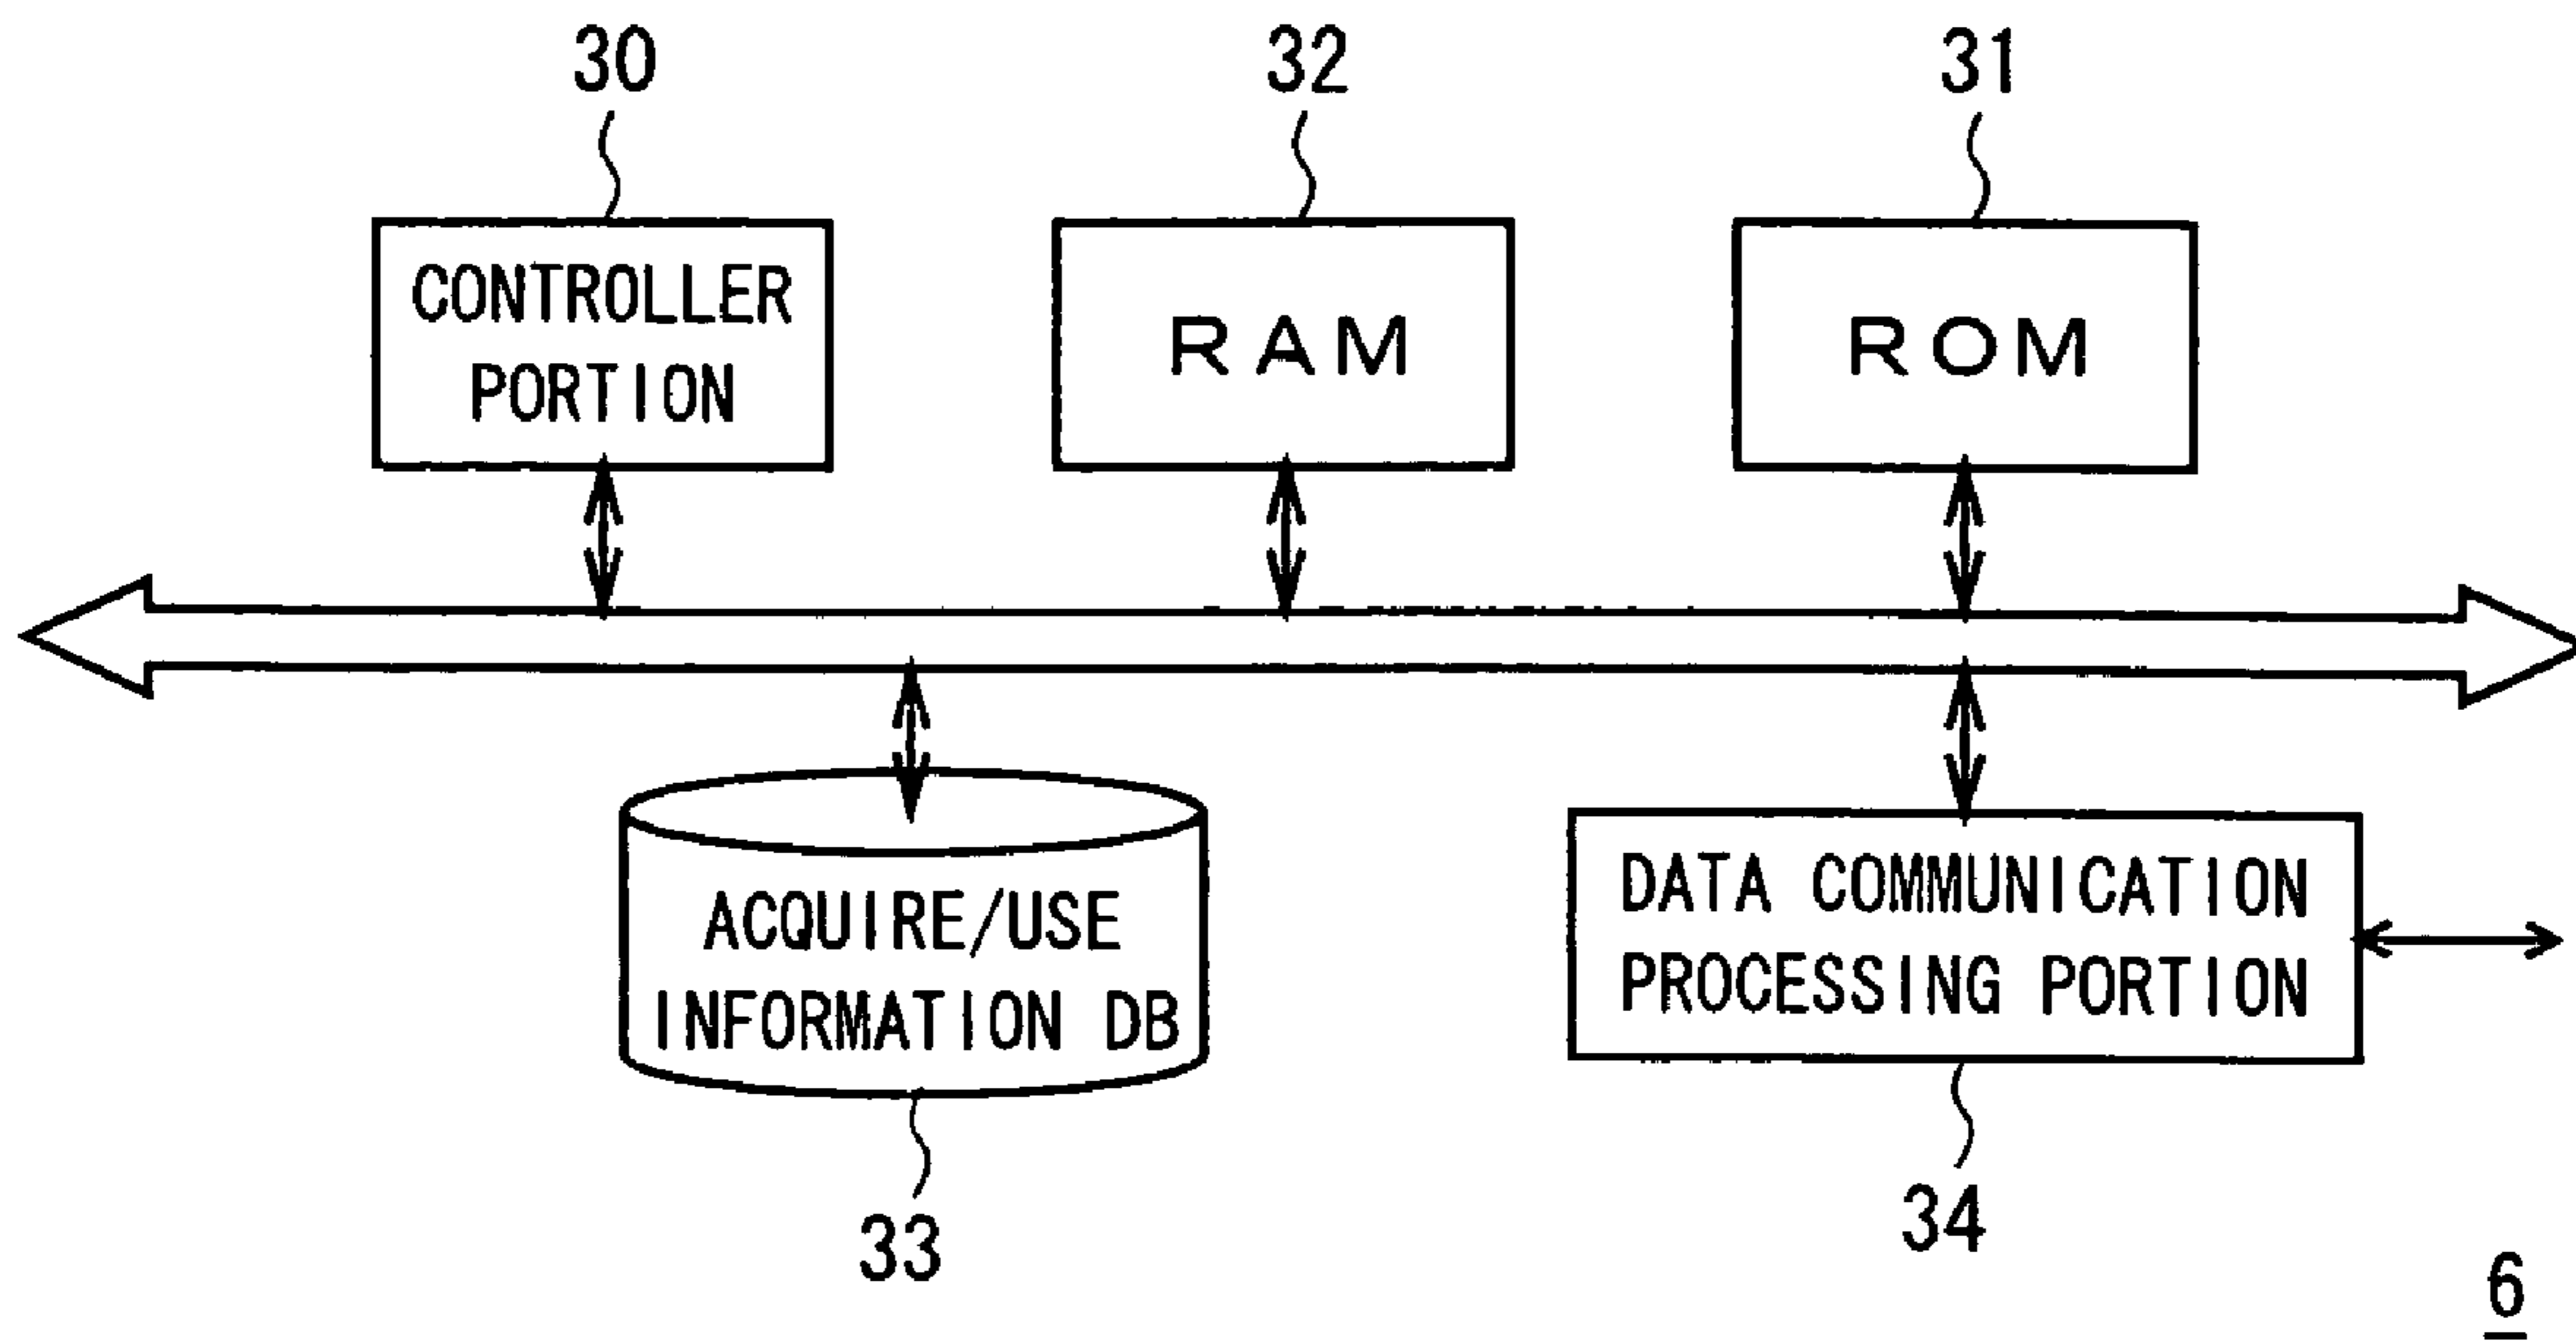 30
32
31
CONTROLLER
PORTION
RAM
ROM
ACQUIRE/USE
INFORMATION DB
DATA COMMUNICATION
PROCESSING PORTION
33
34
6